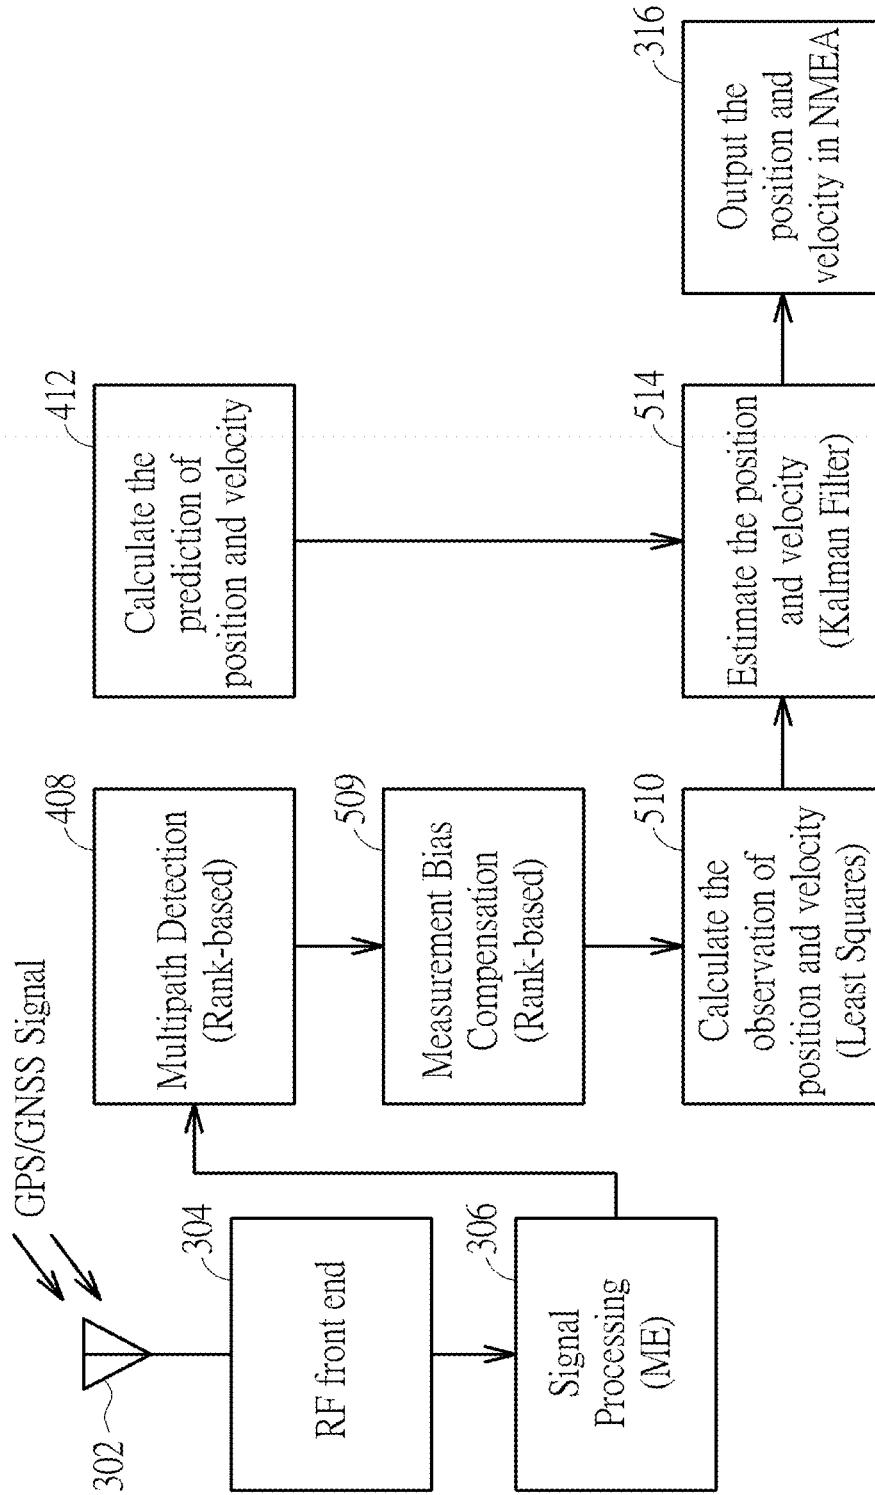 GPS/GNSS Signal
302
304
RF front end
306
Signal
Processing
(ME)
408
Multipath Detection
(Rank-based)
509
Measurement Bias
Compensation
(Rank-based)
510
Calculate the
observation of
position and velocity
(Least Squares)
412
Calculate the
prediction of
position and velocity
514
Estimate the position
and velocity
(Kalman Filter)
316
Output the
position and
velocity in NMEA